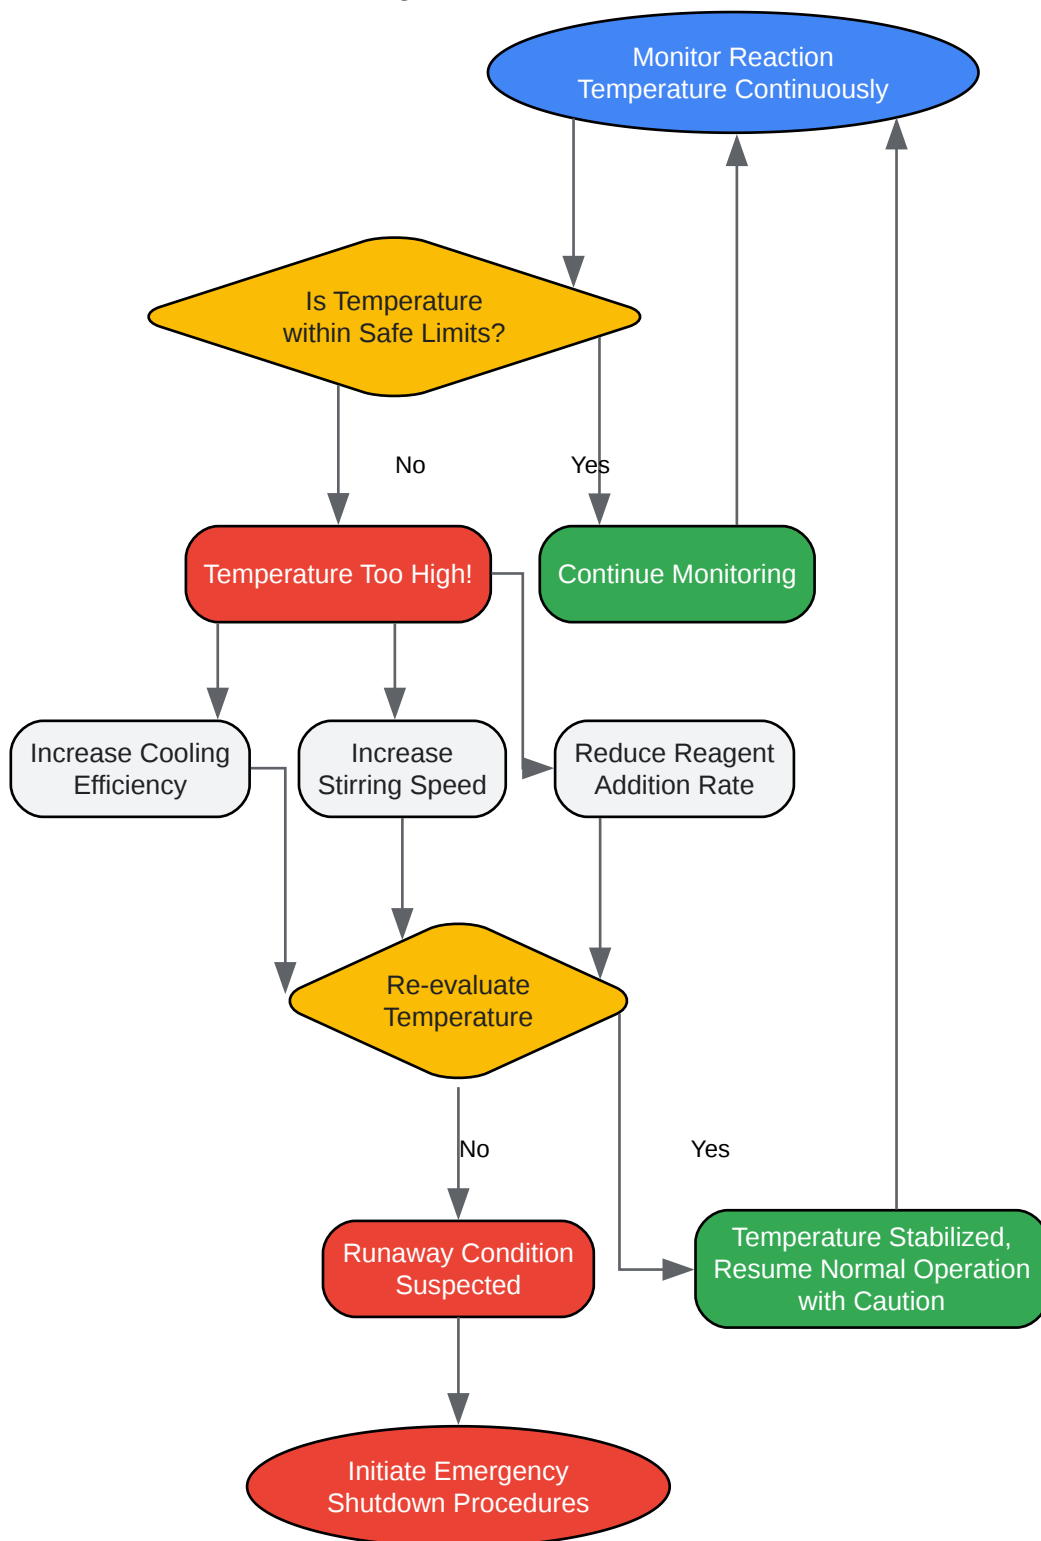 Monitor Reaction
Temperature Continuously
Is Temperature
within Safe Limits?
No
Yes
Temperature Too High!
Continue Monitoring
Increase Cooling
Efficiency
Increase
Stirring Speed
Reduce Reagent
Addition Rate
Re-evaluate
Temperature
No
Yes
Runaway Condition
Suspected
Temperature Stabilized,
Resume Normal Operation
with Caution
Initiate Emergency
Shutdown Procedures